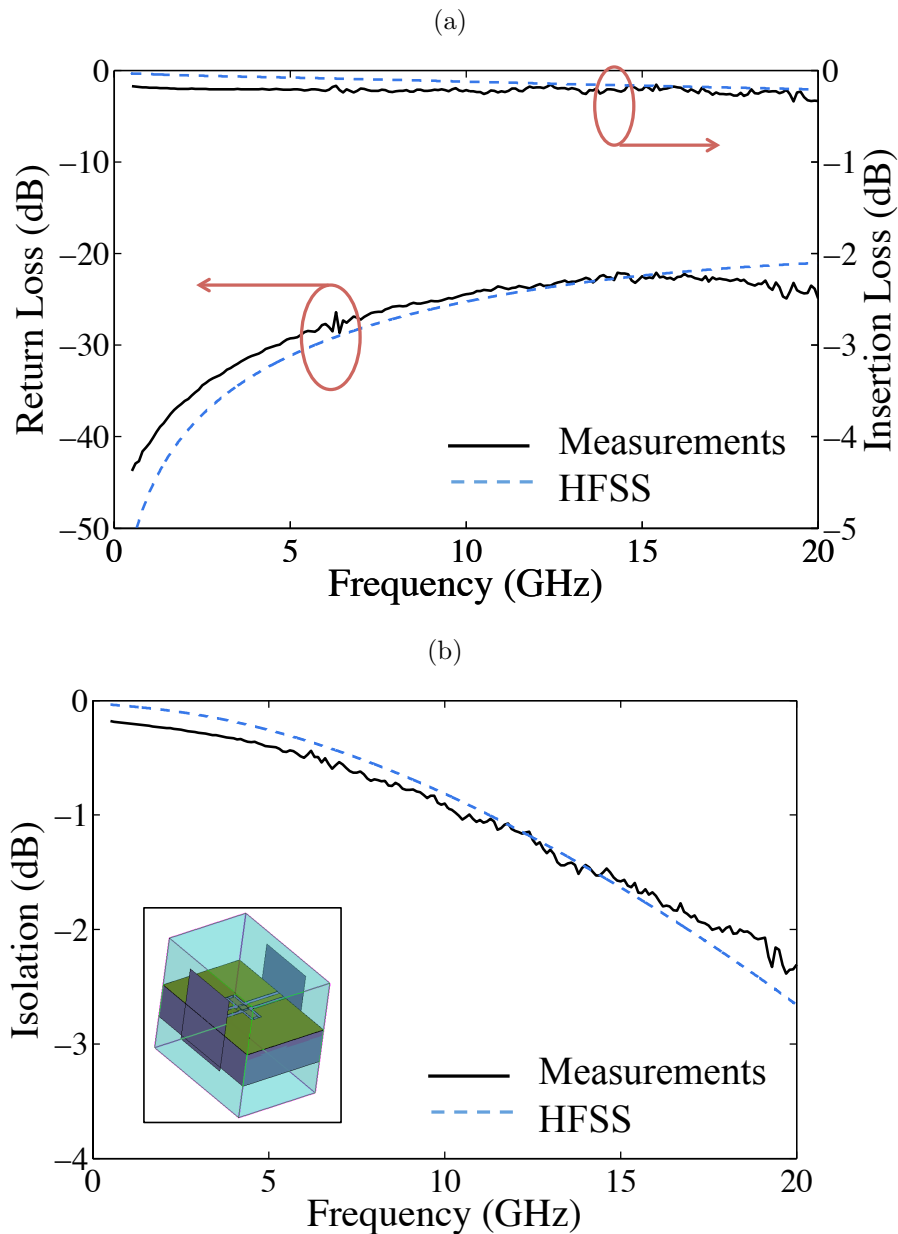 (a)
0
−10
−20
−30
−40
−50
Return Loss (dB)
0
−1
−2
−3
−4
−5
Insertion Loss (dB)
Measurements
HFSS
0 5 10 15 20
Frequency (GHz)
(b)
0
−1
−2
−3
−4
Isolation (dB)
Measurements
HFSS
0 5 10 15 20
Frequency (GHz)